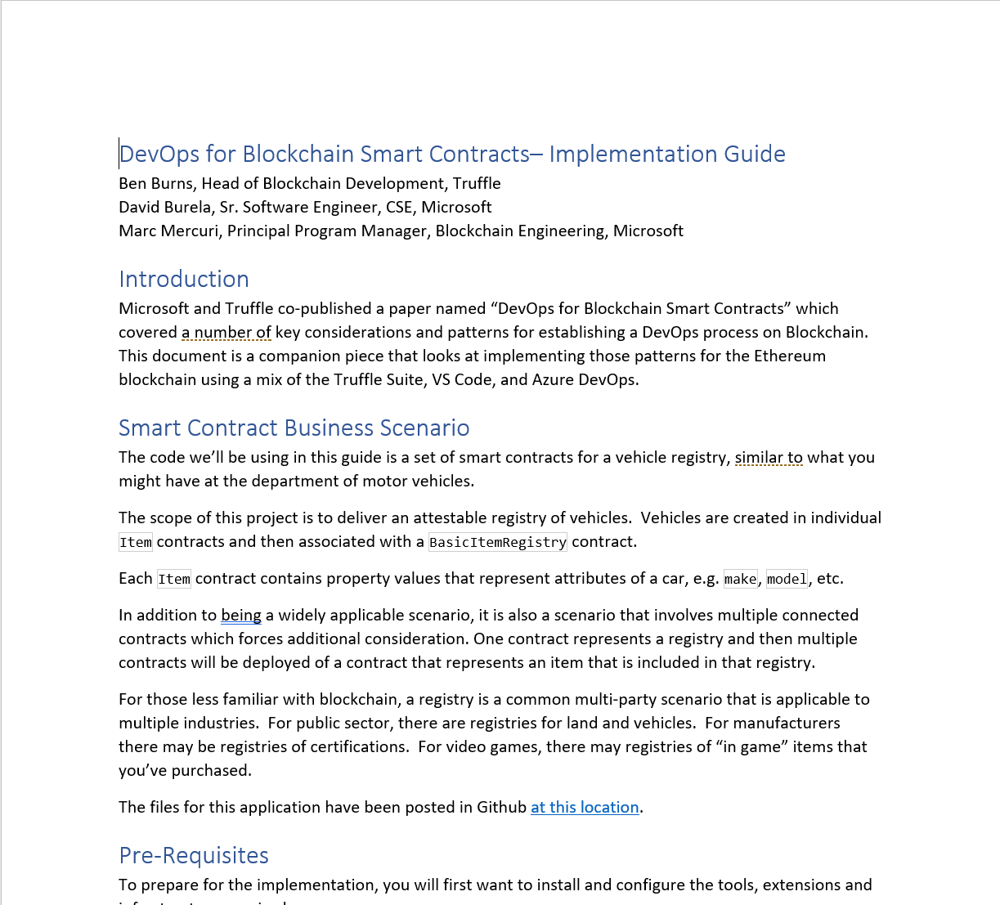 DevOps for Blockchain Smart Contracts– Implementation Guide
Ben Burns, Head of Blockchain Development, Truffle
David Burela, Sr. Software Engineer, CSE, Microsoft
Marc Mercuri, Principal Program Manager, Blockchain Engineering, Microsoft
Introduction
Microsoft and Truffle co-published a paper named “DevOps for Blockchain Smart Contracts” which
covered a number of key considerations and patterns for establishing a DevOps process on Blockchain.
This document is a companion piece that looks at implementing those patterns for the Ethereum
blockchain using a mix of the Truffle Suite, VS Code, and Azure DevOps.
Smart Contract Business Scenario
The code we’ll be using in this guide is a set of smart contracts for a vehicle registry, similar to what you
might have at the department of motor vehicles.
The scope of this project is to deliver an attestable registry of vehicles.  Vehicles are created in individual
Item contracts and then associated with a BasicItemRegistry contract.
Each Item contract contains property values that represent attributes of a car, e.g. make, model, etc.
In addition to being a widely applicable scenario, it is also a scenario that involves multiple connected
contracts which forces additional consideration. One contract represents a registry and then multiple
contracts will be deployed of a contract that represents an item that is included in that registry.
For those less familiar with blockchain, a registry is a common multi-party scenario that is applicable to
multiple industries.  For public sector, there are registries for land and vehicles.  For manufacturers
there may be registries of certifications.  For video games, there may registries of “in game” items that
you’ve purchased.
The files for this application have been posted in Github at this location.
Pre-Requisites
To prepare for the implementation, you will first want to install and configure the tools, extensions and